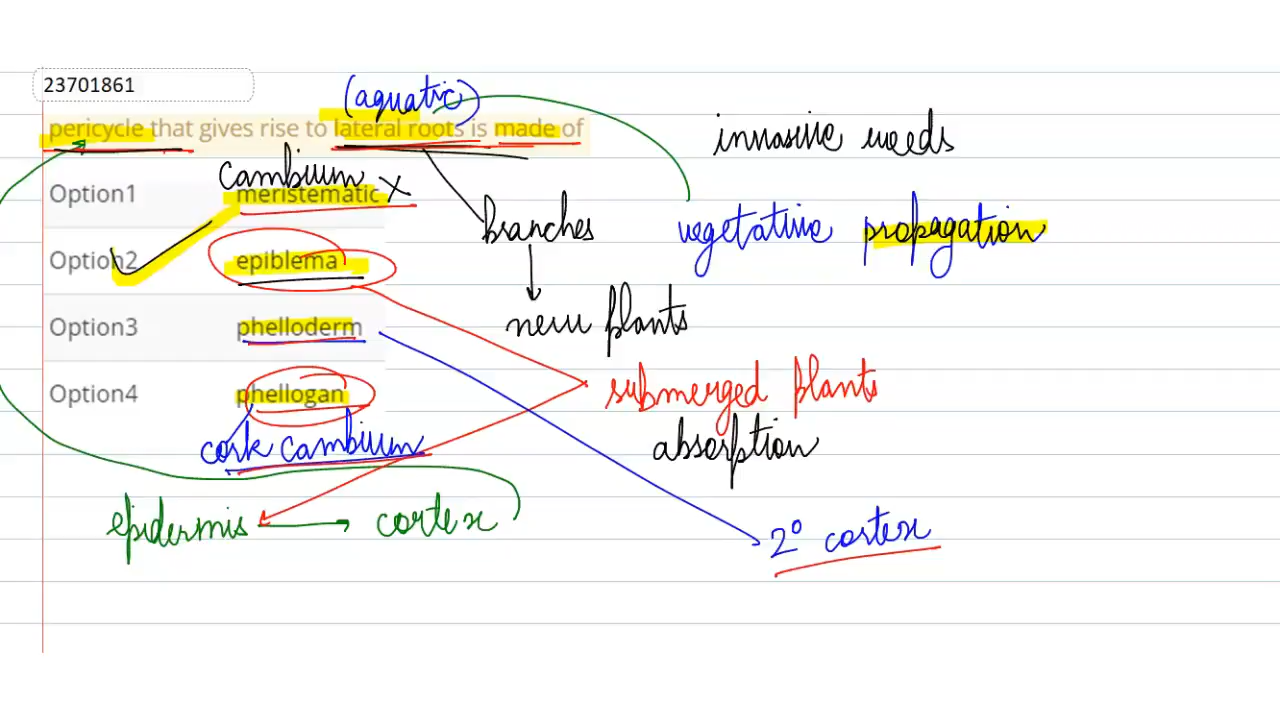 23701861
(aquatic)
pericycle that gives rise to lateral roots is made of
invasive weeds
cambium
Option1 meristematic ×
branches
vegetative propagation
Option2 epiblema
new plants
Option3 phelloderm
submerged plants
Option4 phellogan
absorption
cork cambium
epidermis → cortex
2° cortex